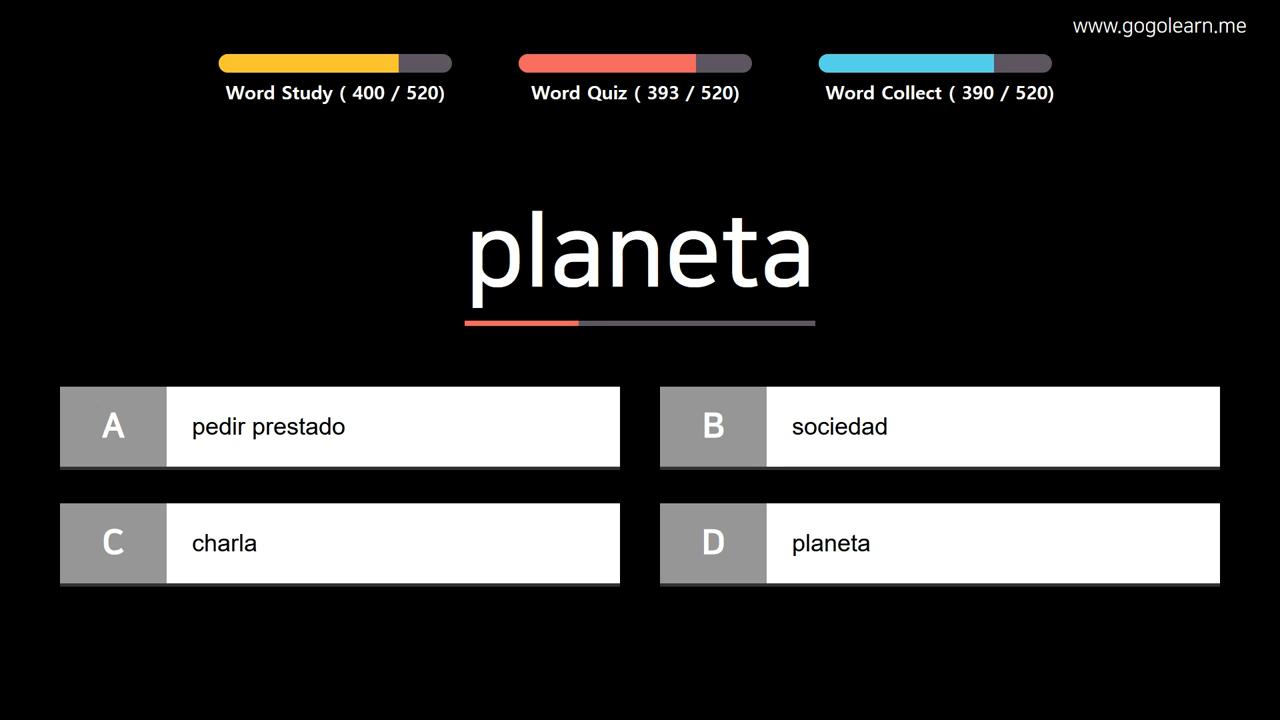 www.gogolearn.me
Word Study ( 400 / 520)
Word Quiz ( 393 / 520)
Word Collect ( 390 / 520)
planeta
A pedir prestado
B sociedad
C charla
D planeta